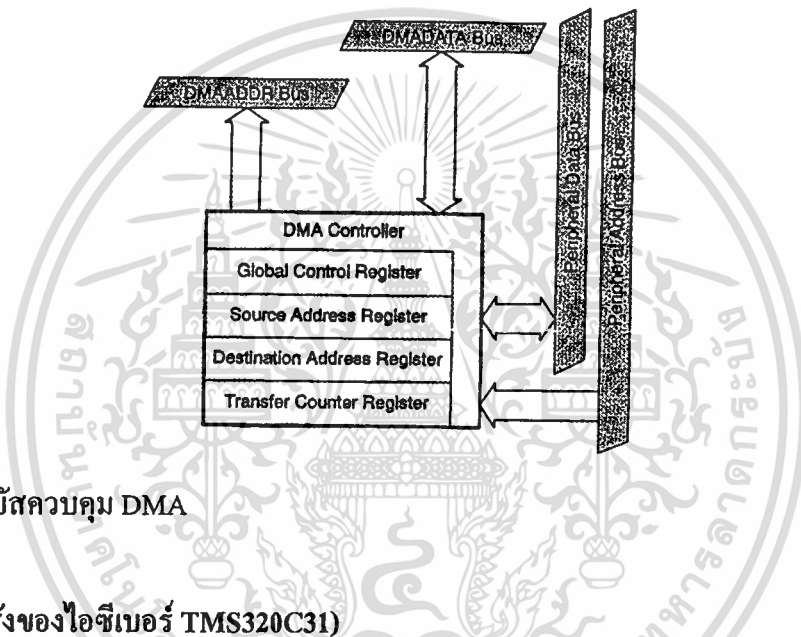 DMADATA Bus
DMAADDR Bus
Peripheral Data Bus
Peripheral Address Bus
DMA Controller
Global Control Register
Source Address Register
Destination Address Register
Transfer Counter Register
บัสควบคุม DMA
ังของไอซีเบอร์ TMS320C31)